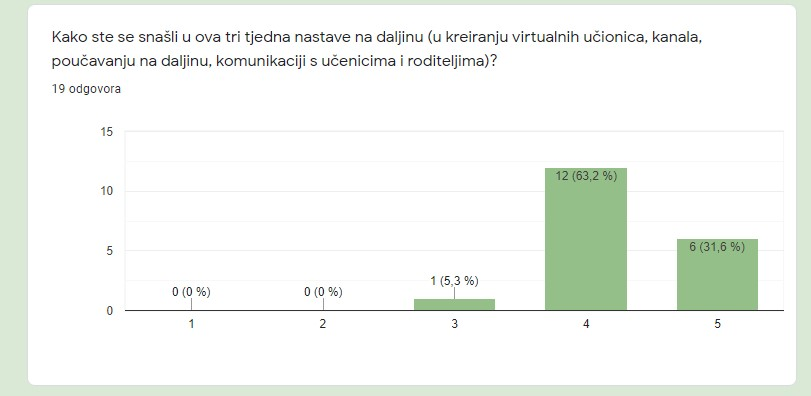 Kako ste se snašli u ova tri tjedna nastave na daljinu (u kreiranju virtualnih učionica, kanala,
poučavanju na daljinu, komunikaciji s učenicima i roditeljima)?
19 odgovora
15
10
5
0
0 (0 %)
0 (0 %)
1 (5,3 %)
12 (63,2 %)
6 (31,6 %)
1 2 3 4 5